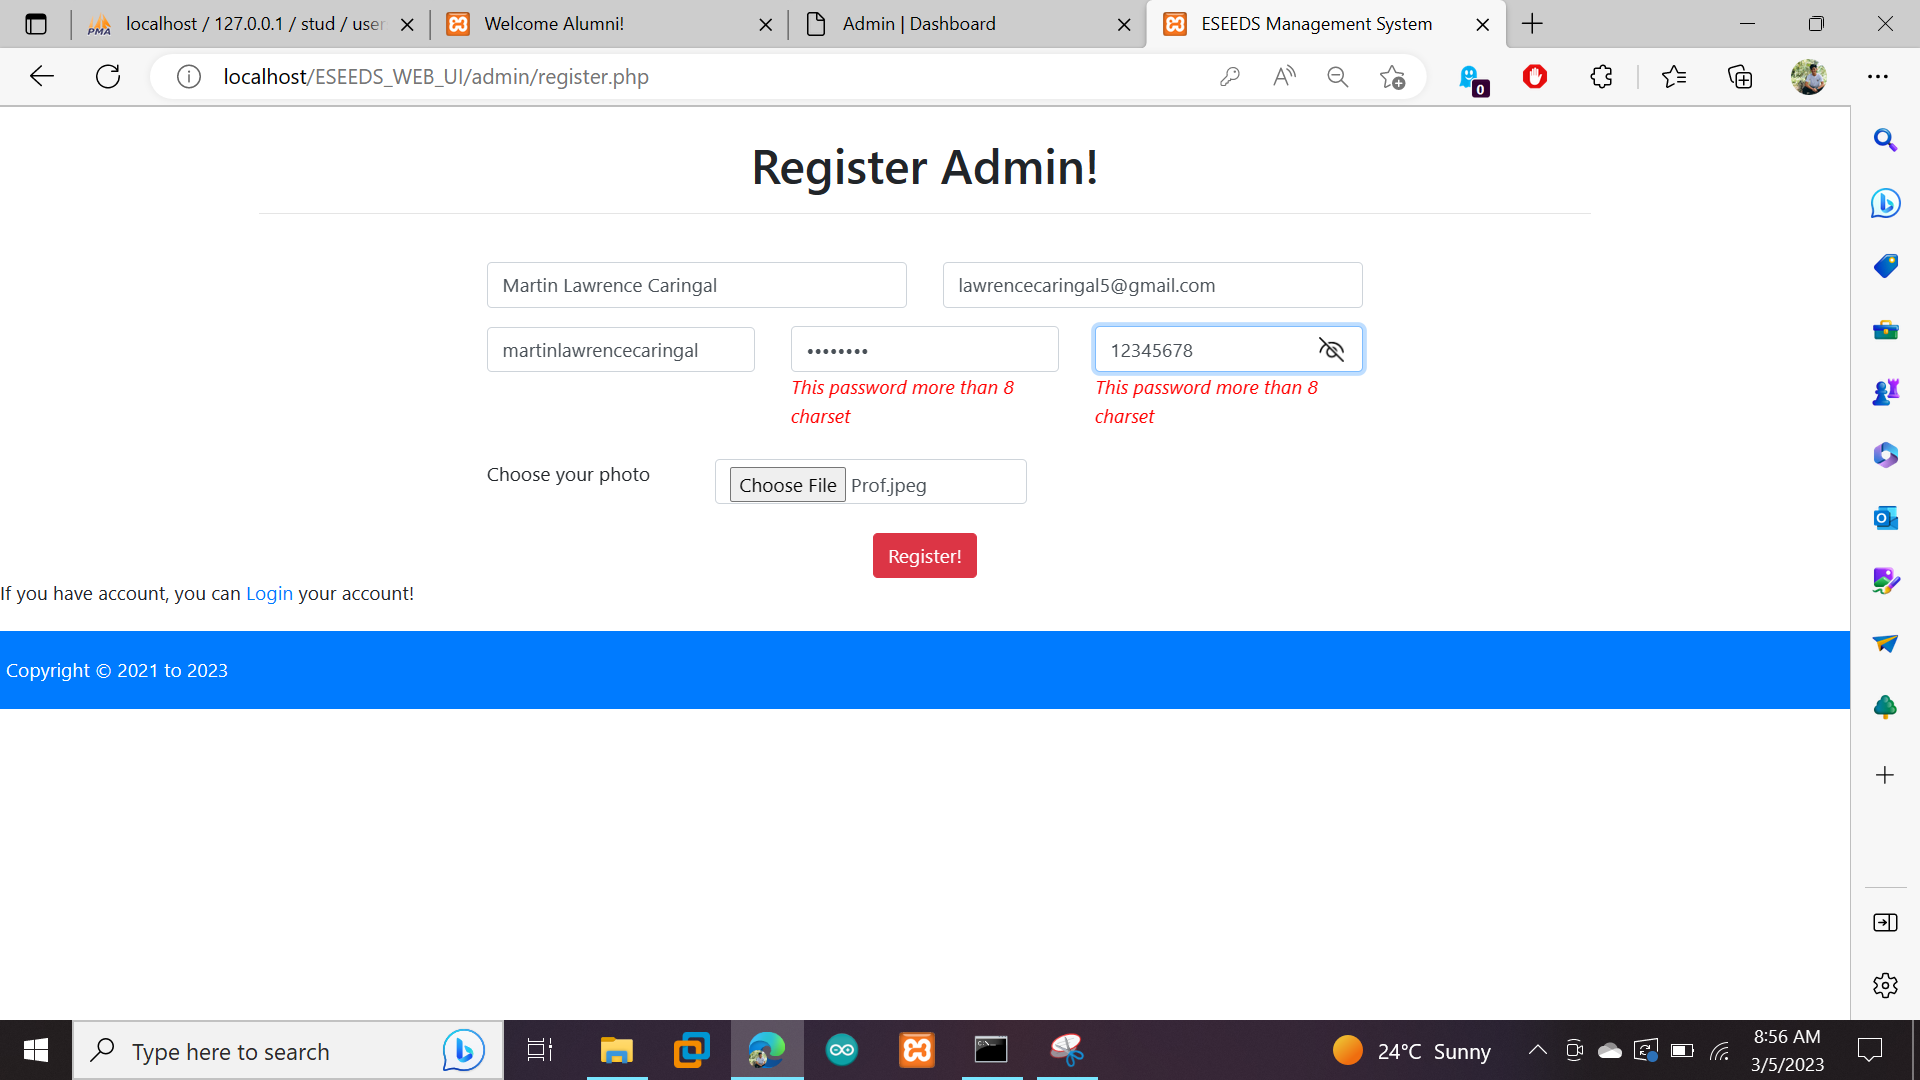 localhost / 127.0.0.1 / stud / user
Welcome Alumni!
Admin | Dashboard
ESEEDS Management System
localhost/ESEEDS_WEB_UI/admin/register.php
0
Register Admin!
Martin Lawrence Caringal
lawrencecaringal5@gmail.com
martinlawrencecaringal
••••••••
12345678
This password more than 8
charset
This password more than 8
charset
Choose your photo
Choose File Prof.jpeg
Register!
If you have account, you can Login your account!
Copyright © 2021 to 2023
Type here to search
24°C Sunny
8:56 AM
3/5/2023